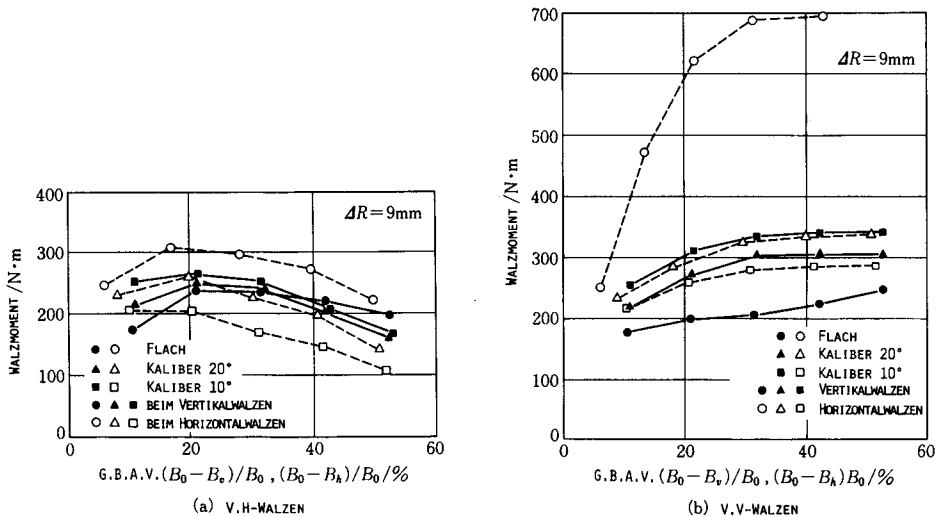 400
300
200
100
0
WALZMOMENT /N·m
ΔR=9mm
● ○ FLACH
▲ △ KALIBER 20°
■ □ KALIBER 10°
● ▲ ■ BEIM VERTIKALWALZEN
○ △ □ BEIM HORIZONTALWALZEN
0 20 40 60
G.B.A.V.(B₀−Bᵥ)/B₀,(B₀−Bₕ)/B₀/%
(a) V.H-WALZEN
700
600
500
400
300
200
100
0
WALZMOMENT /N·m
ΔR=9mm
● ○ FLACH
▲ △ KALIBER 20°
■ □ KALIBER 10°
● ▲ ■ VERTIKALWALZEN
○ △ □ HORIZONTALWALZEN
0 20 40 60
G.B.A.V.(B₀−Bᵥ)/B₀,(B₀−Bₕ)B₀/%
(b) V.V-WALZEN